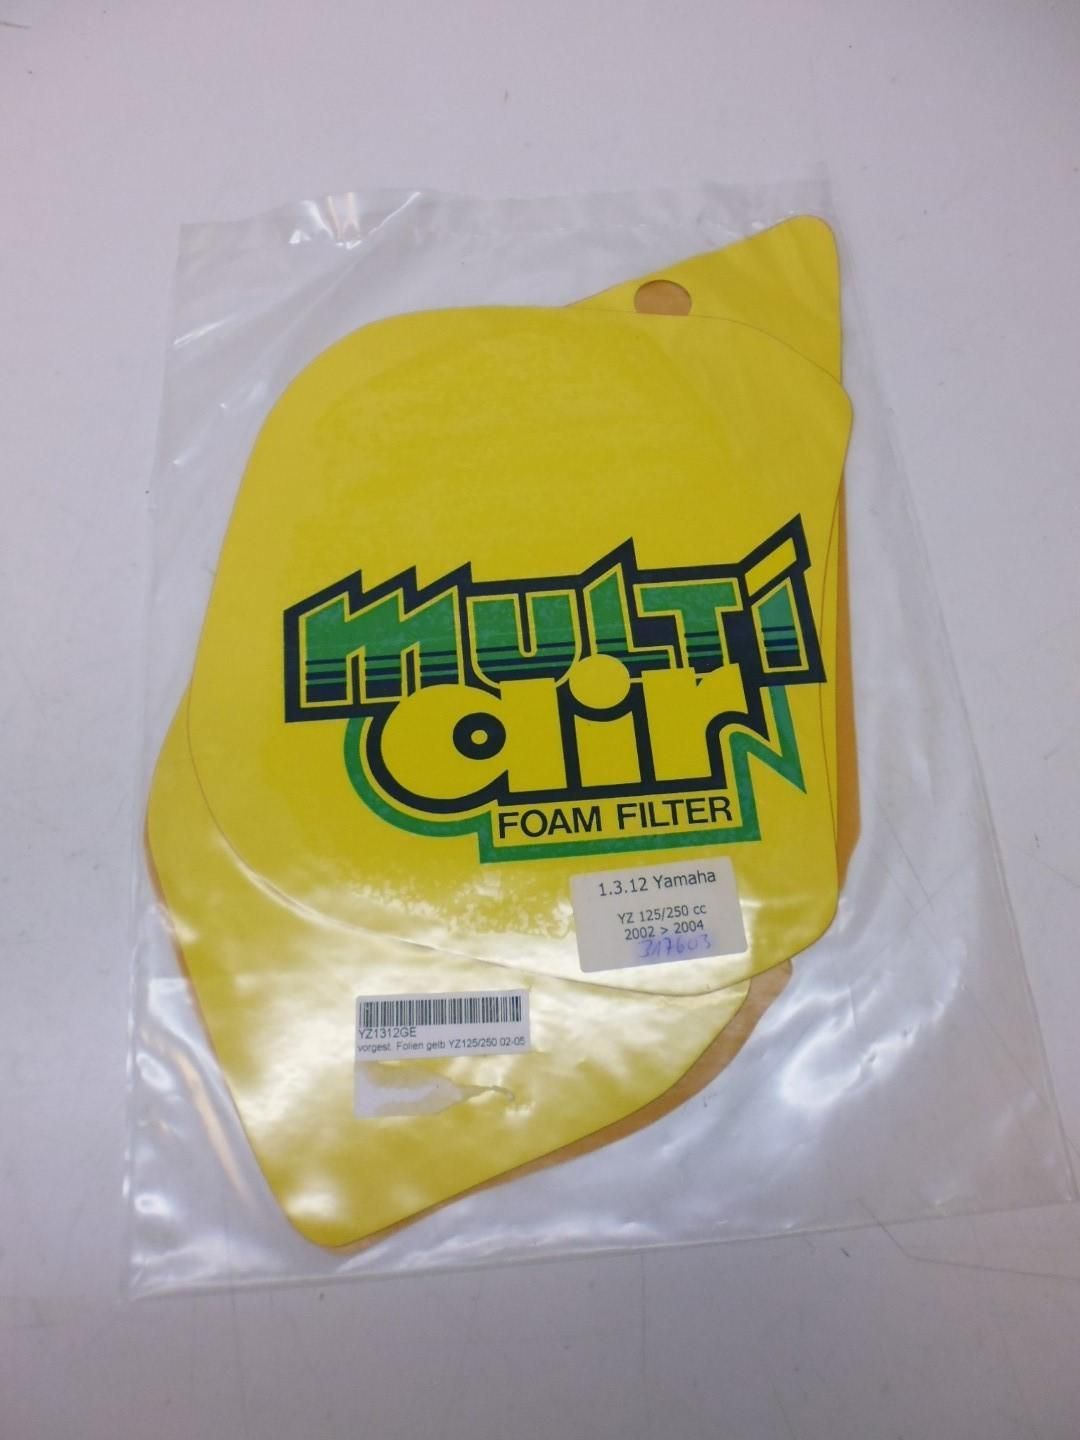 multi
air
FOAM FILTER
1.3.12 Yamaha
YZ 125/250 cc
2002 > 2004
317603
YZ1312GE
vorgest. Folien gelb YZ125/250 02-05